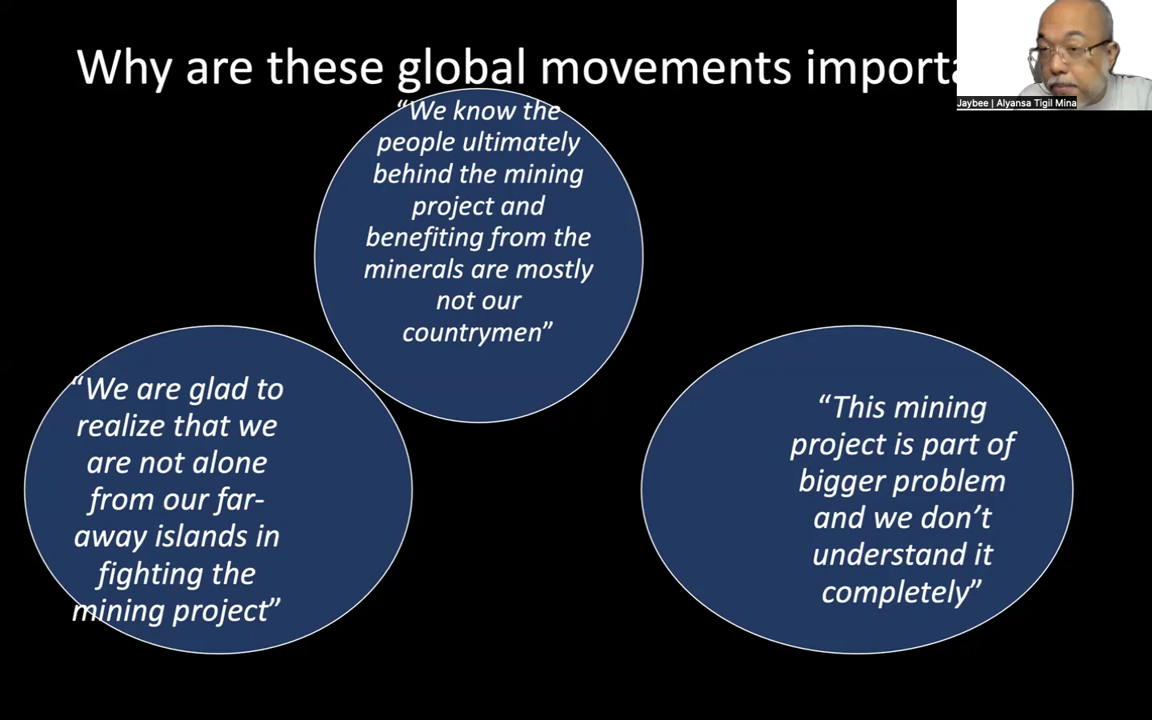 Why are these global movements importa
Jaybee | Alyansa Tigil Mina
“We know the
people ultimately
behind the mining
project and
benefiting from the
minerals are mostly
not our
countrymen”
“We are glad to
realize that we
are not alone
from our far-
away islands in
fighting the
mining project”
“This mining
project is part of
bigger problem
and we don’t
understand it
completely”